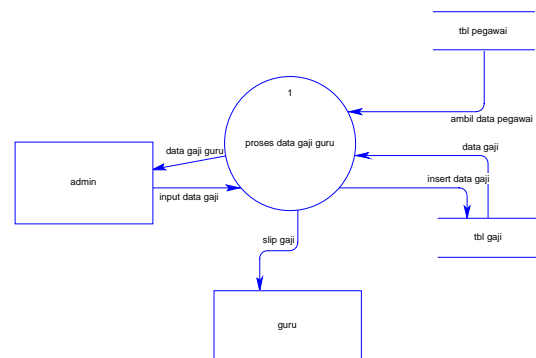 tbl pegawai
1
ambil data pegawai
proses data gaji guru
data gaji guru
data gaji
admin
insert data gaji
input data gaji
slip gaji
tbl gaji
guru